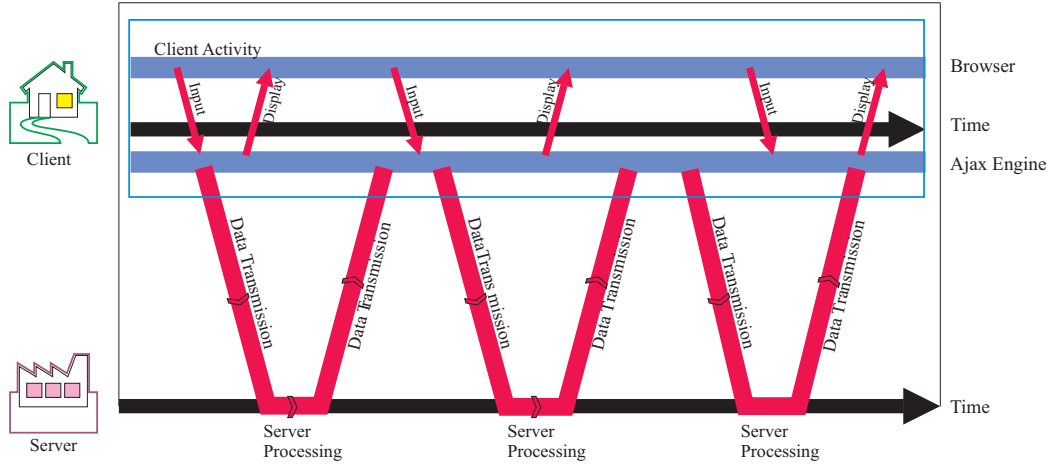 Client Activity
Browser
Input
Display
Input
Display
Input
Display
Time
Client
Ajax Engine
Data Transmission
Data Transmission
DataTrans mission
Data Transmission
Data Transmission
Data Transmission
Time
Server
Server
Processing
Server
Processing
Server
Processing